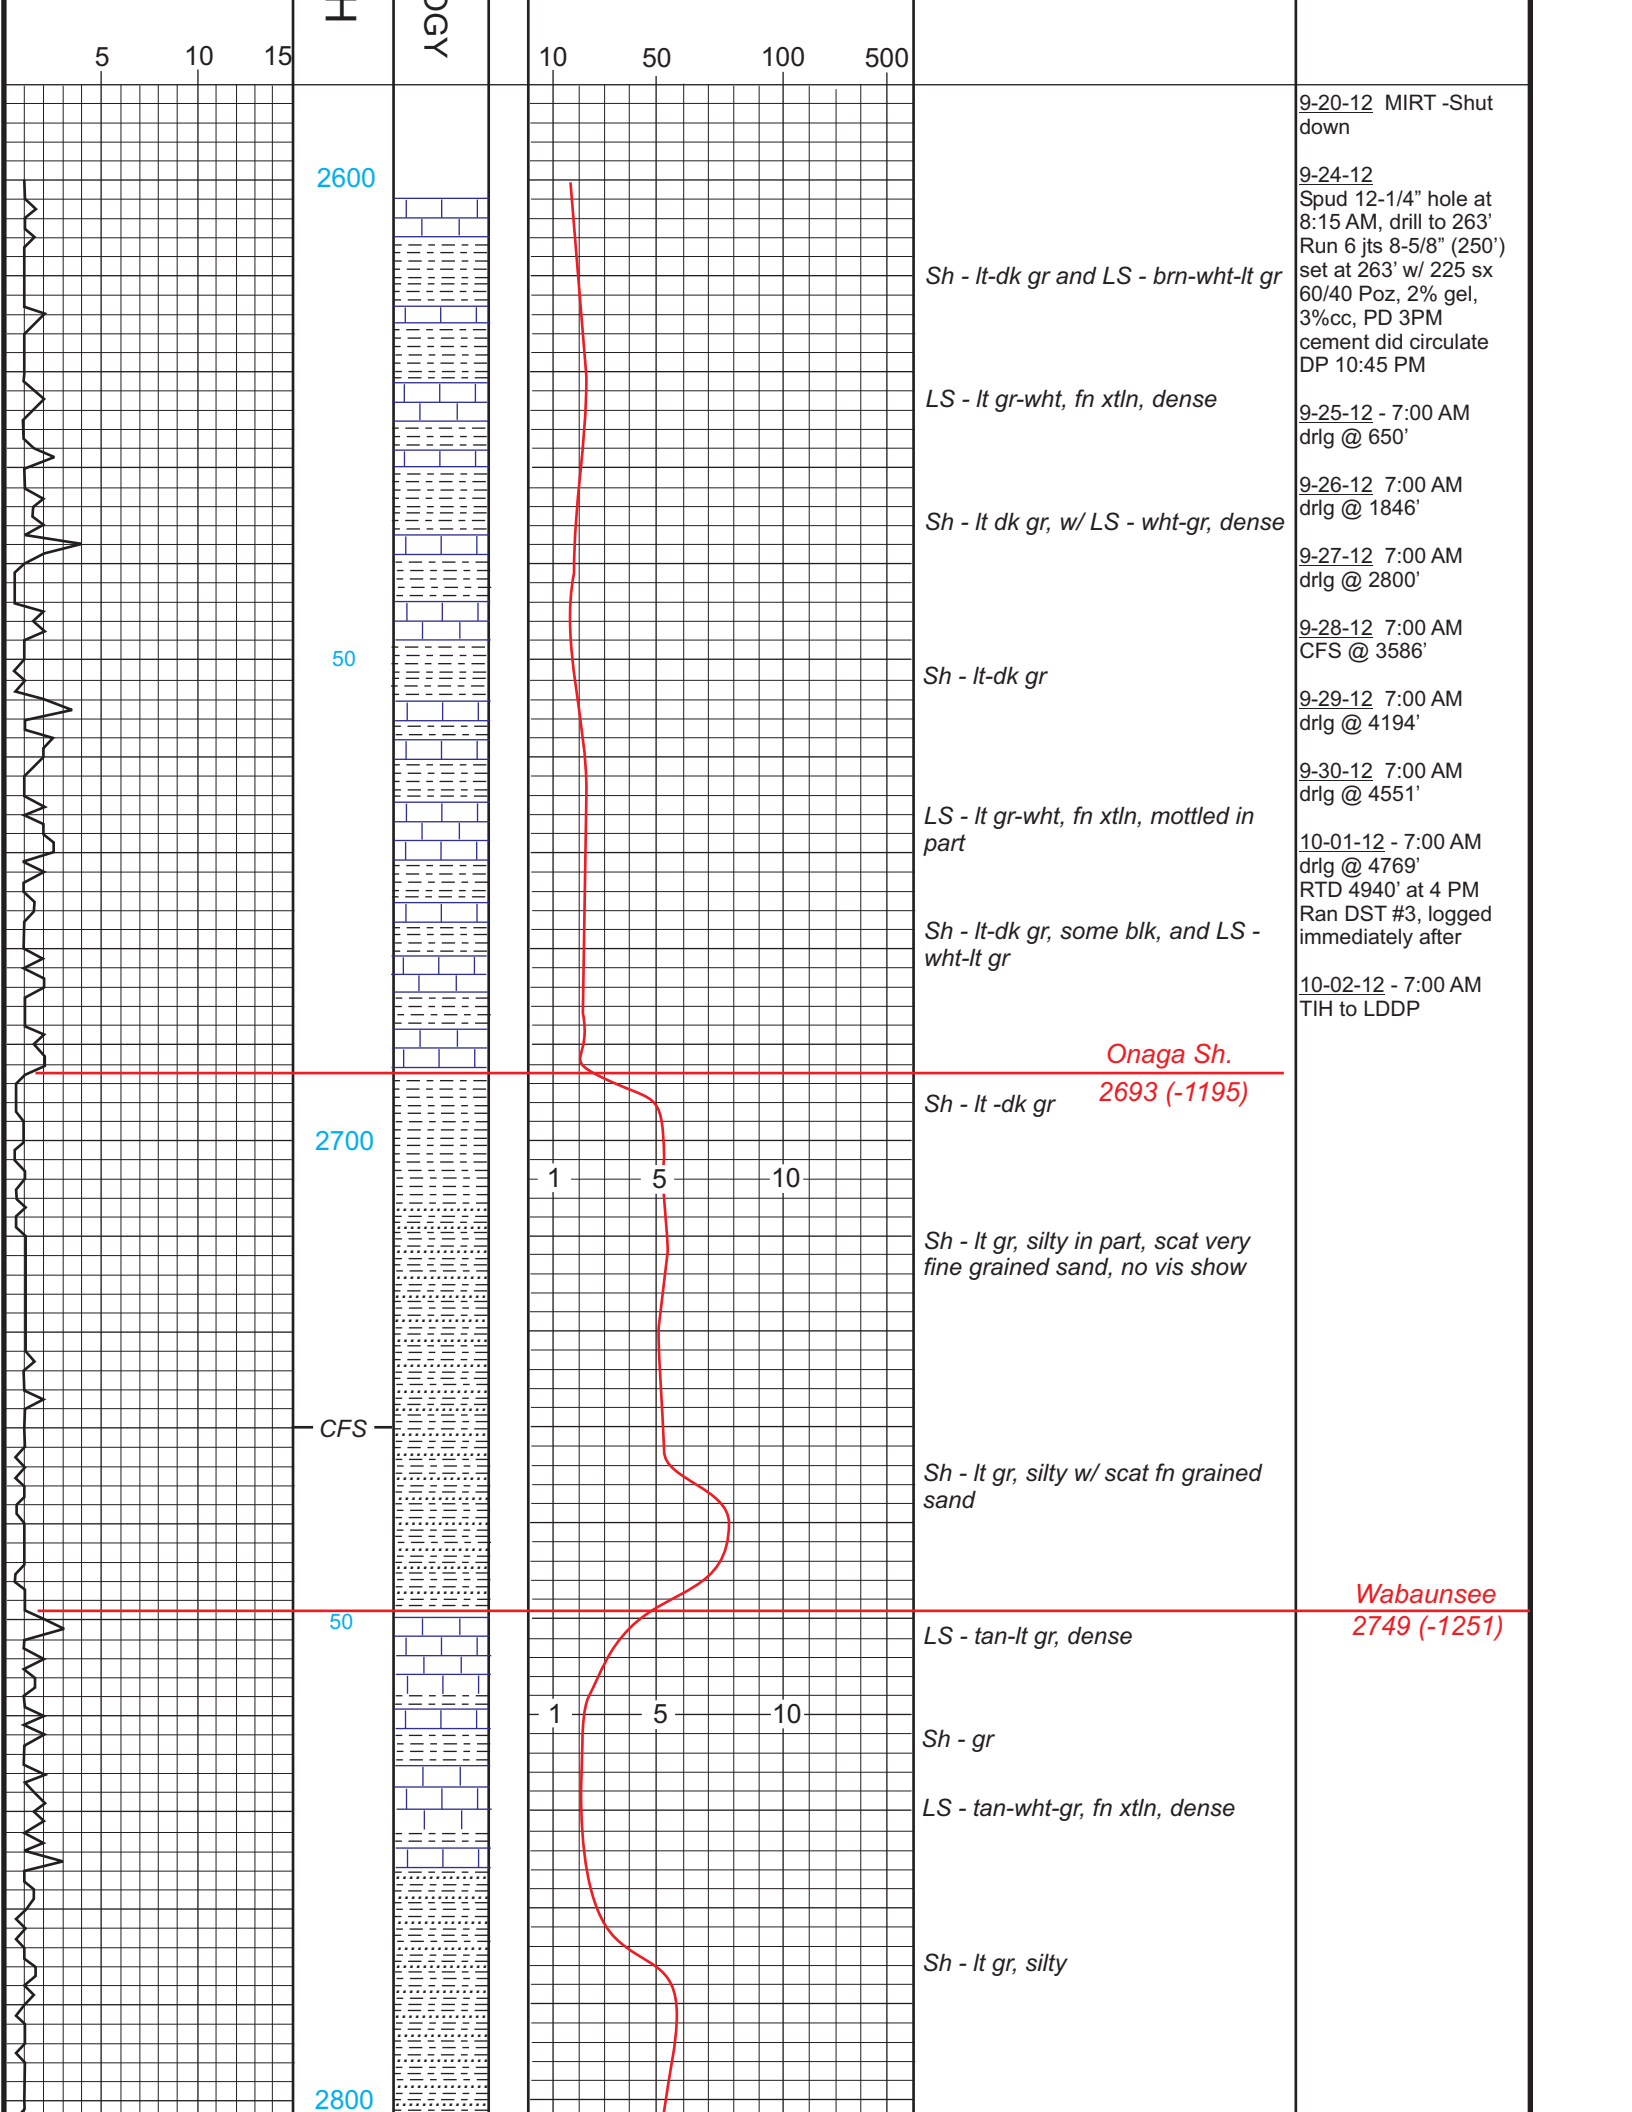 H
OGY
5 10 15
10 50 100 500
9-20-12 MIRT -Shut
down
2600
9-24-12
Spud 12-1/4” hole at
8:15 AM, drill to 263’
Run 6 jts 8-5/8” (250’)
set at 263’ w/ 225 sx
60/40 Poz, 2% gel,
3%cc, PD 3PM
cement did circulate
DP 10:45 PM
Sh - lt-dk gr and LS - brn-wht-lt gr
LS - lt gr-wht, fn xtln, dense
9-25-12 - 7:00 AM
drlg @ 650’
9-26-12 7:00 AM
drlg @ 1846’
Sh - lt dk gr, w/ LS - wht-gr, dense
9-27-12 7:00 AM
drlg @ 2800’
9-28-12 7:00 AM
CFS @ 3586’
50
Sh - lt-dk gr
9-29-12 7:00 AM
drlg @ 4194’
9-30-12 7:00 AM
drlg @ 4551’
LS - lt gr-wht, fn xtln, mottled in
part
10-01-12 - 7:00 AM
drlg @ 4769’
RTD 4940’ at 4 PM
Ran DST #3, logged
immediately after
Sh - lt-dk gr, some blk, and LS -
wht-lt gr
10-02-12 - 7:00 AM
TIH to LDDP
Onaga Sh.
2693 (-1195)
Sh - lt -dk gr
2700
1 5 10
Sh - lt gr, silty in part, scat very
fine grained sand, no vis show
CFS
Sh - lt gr, silty w/ scat fn grained
sand
Wabaunsee
2749 (-1251)
50
LS - tan-lt gr, dense
1 5 10
Sh - gr
LS - tan-wht-gr, fn xtln, dense
Sh - lt gr, silty
2800